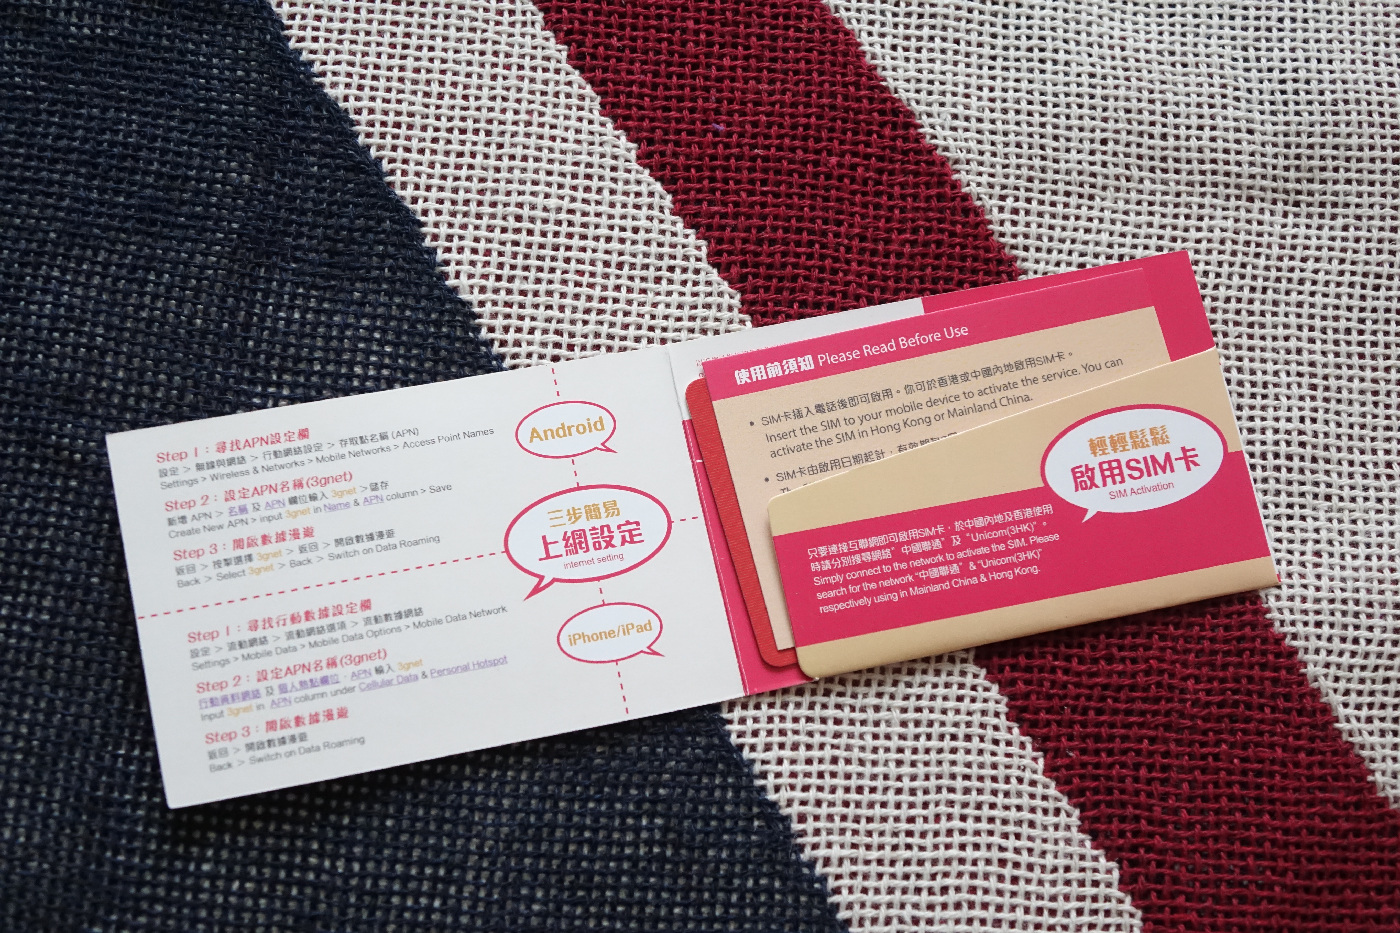 Step 1：尋找APN設定欄
設定 > 無線與網絡 > 行動網絡設定 > 存取點名稱 (APN)
Settings > Wireless & Networks > Mobile Networks > Access Point Names
Step 2：設定APN名稱(3gnet)
新增 APN > 名稱 及 APN 欄位輸入 3gnet > 儲存
Create New APN > input 3gnet in Name & APN column > Save
Step 3：開啟數據漫遊
返回 > 按掣選擇 3gnet > 返回 > 開啟數據漫遊
Back > Select 3gnet > Back > Switch on Data Roaming
Android
三步簡易
上網設定
internet setting
iPhone/iPad
Step 1：尋找行動數據設定欄
設定 > 流動網絡 > 流動網絡選項 > 流動數據網絡
Settings > Mobile Data > Mobile Data Options > Mobile Data Network
Step 2：設定APN名稱(3gnet)
行動資料網絡 及 個人熱點欄位，APN 輸入 3gnet
Input 3gnet in APN column under Cellular Data & Personal Hotspot
Step 3：開啟數據漫遊
返回 > 開啟數據漫遊
Back > Switch on Data Roaming
使用前須知 Please Read Before Use
• SIM卡插入電話後即可啟用。你可於香港或中國內地啟用SIM卡。
Insert the SIM to your mobile device to activate the service. You can
activate the SIM in Hong Kong or Mainland China.
• SIM卡由啟用日期起計，有效期
輕輕鬆鬆
啟用SIM卡
SIM Activation
只要連接互聯網即可啟用SIM卡，於中國內地及香港使用
時請分別搜尋網絡"中國聯通"及"Unicom(3HK)"。
Simply connect to the network to activate the SIM. Please
search for the network "中國聯通" & "Unicom(3HK)"
respectively using in Mainland China & Hong Kong.